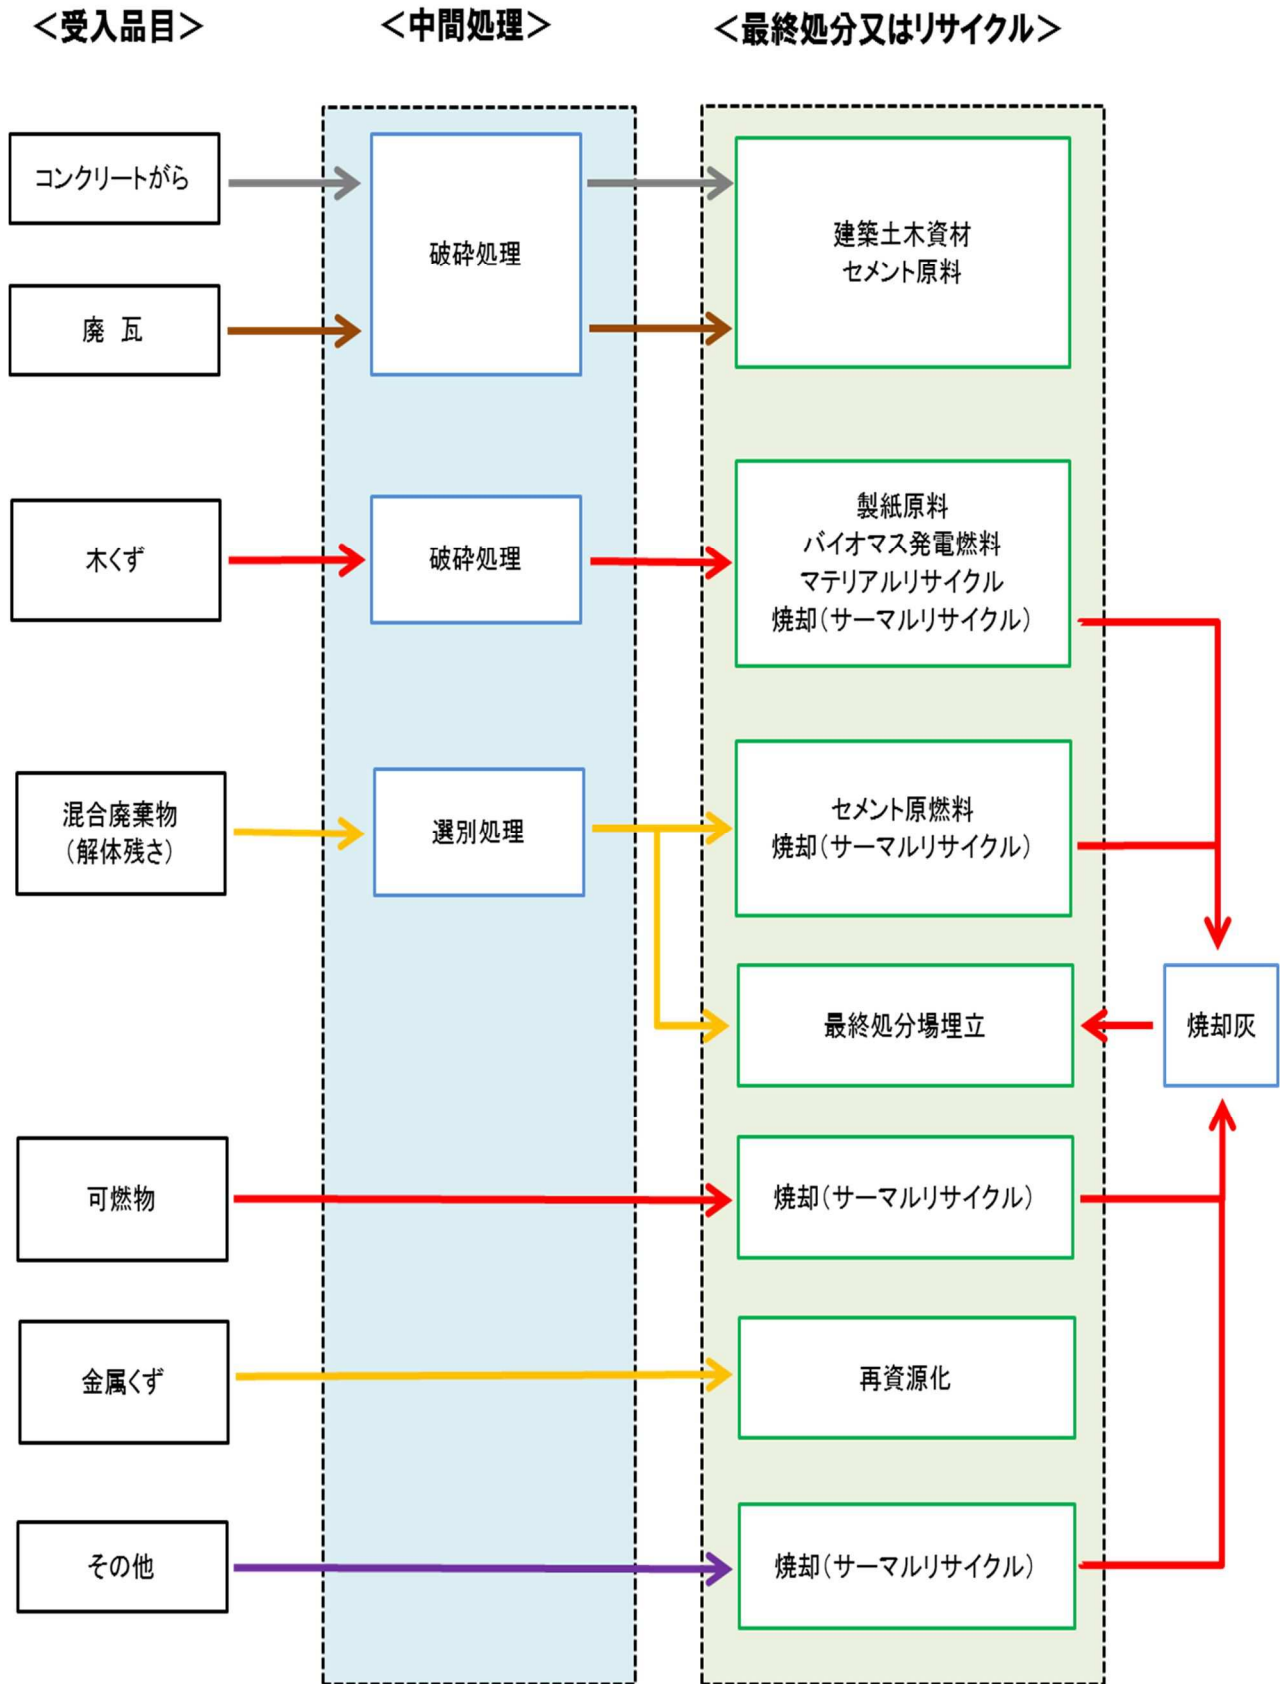 ＜受入品目＞
＜中間処理＞
＜最終処分又はリサイクル＞
コンクリートがら
破砕処理
建築土木資材
セメント原料
廃　瓦
木くず
破砕処理
製紙原料
バイオマス発電燃料
マテリアルリサイクル
焼却（サーマルリサイクル）
混合廃棄物
（解体残さ）
選別処理
セメント原燃料
焼却（サーマルリサイクル）
最終処分場埋立
焼却灰
可燃物
焼却（サーマルリサイクル）
金属くず
再資源化
その他
焼却（サーマルリサイクル）